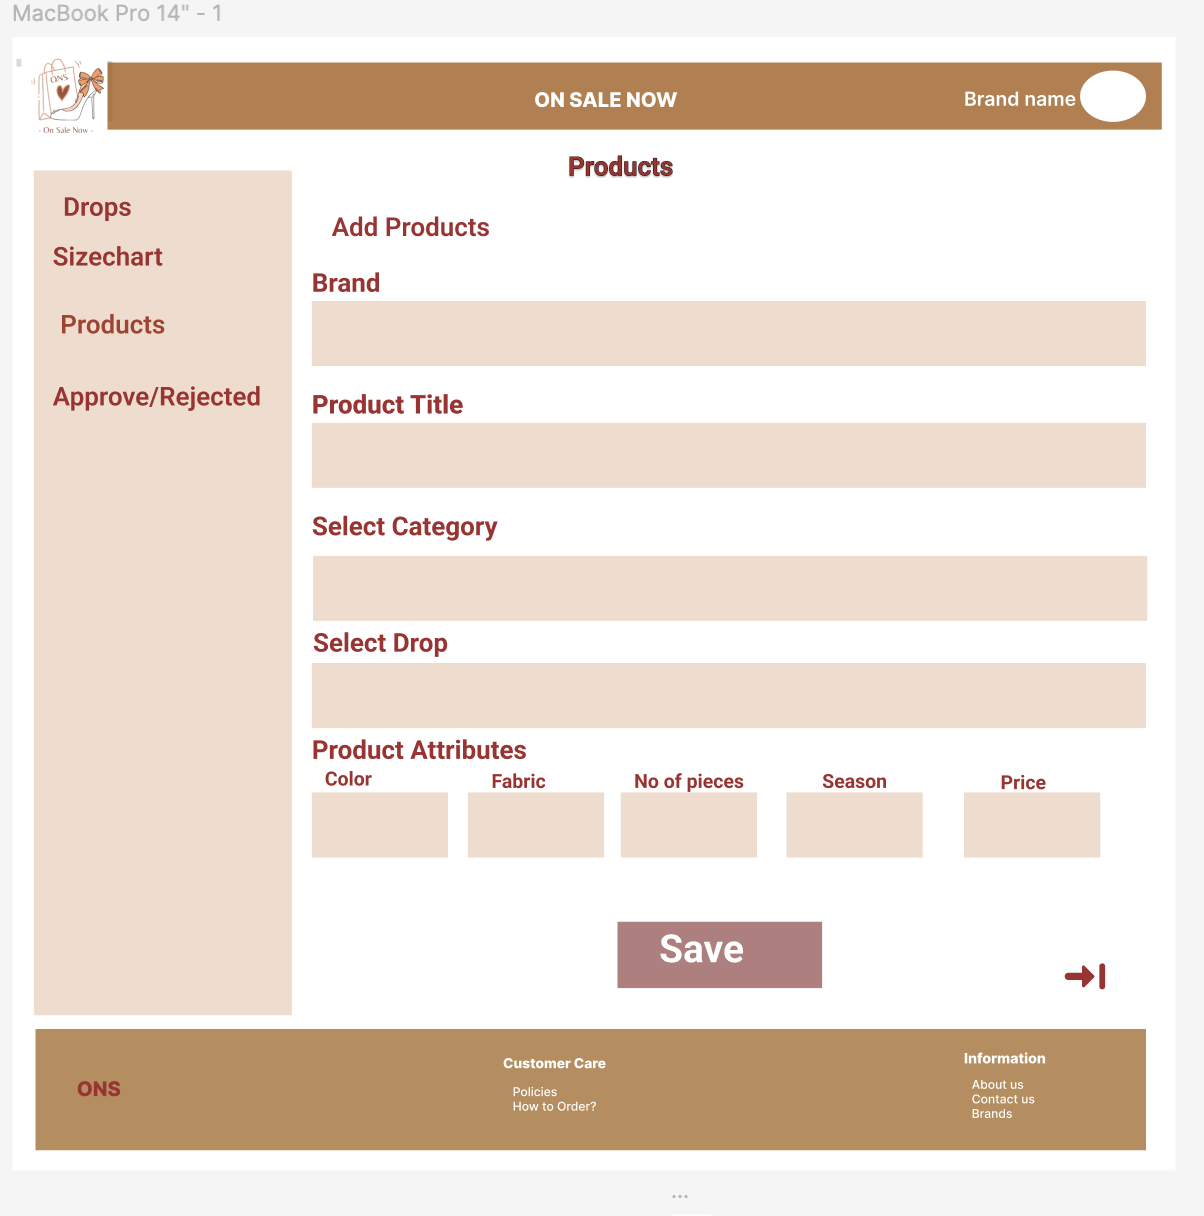 MacBook Pro 14" - 1
ONS
- On Sale Now -
ON SALE NOW
Brand name
Products
Drops
Sizechart
Products
Approve/Rejected
Add Products
Brand
Product Title
Select Category
Select Drop
Product Attributes
Color Fabric No of pieces Season Price
Save
ONS
Customer Care
Policies
How to Order?
Information
About us
Contact us
Brands
...